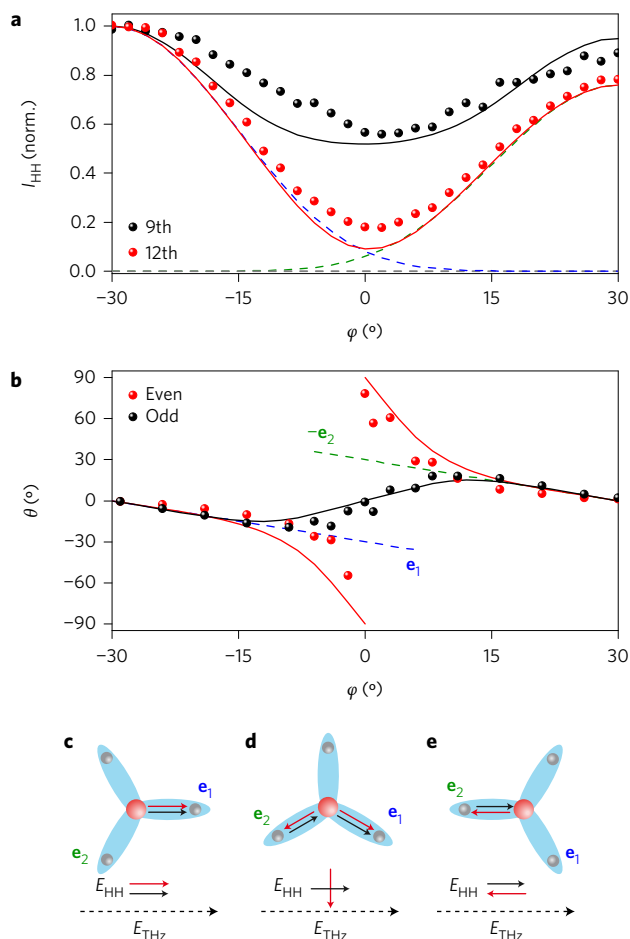 a
I_HH (norm.)
1.0
0.8
0.6
0.4
0.2
0.0
9th
12th
−30
−15
0
15
30
φ (°)
b
θ (°)
90
60
30
0
−30
−60
−90
Even
Odd
−e₂
e₁
−30
−15
0
15
30
φ (°)
c
d
e
e₁
e₂
E_HH
E_THz
e₂
e₁
E_HH
E_THz
e₂
e₁
E_HH
E_THz